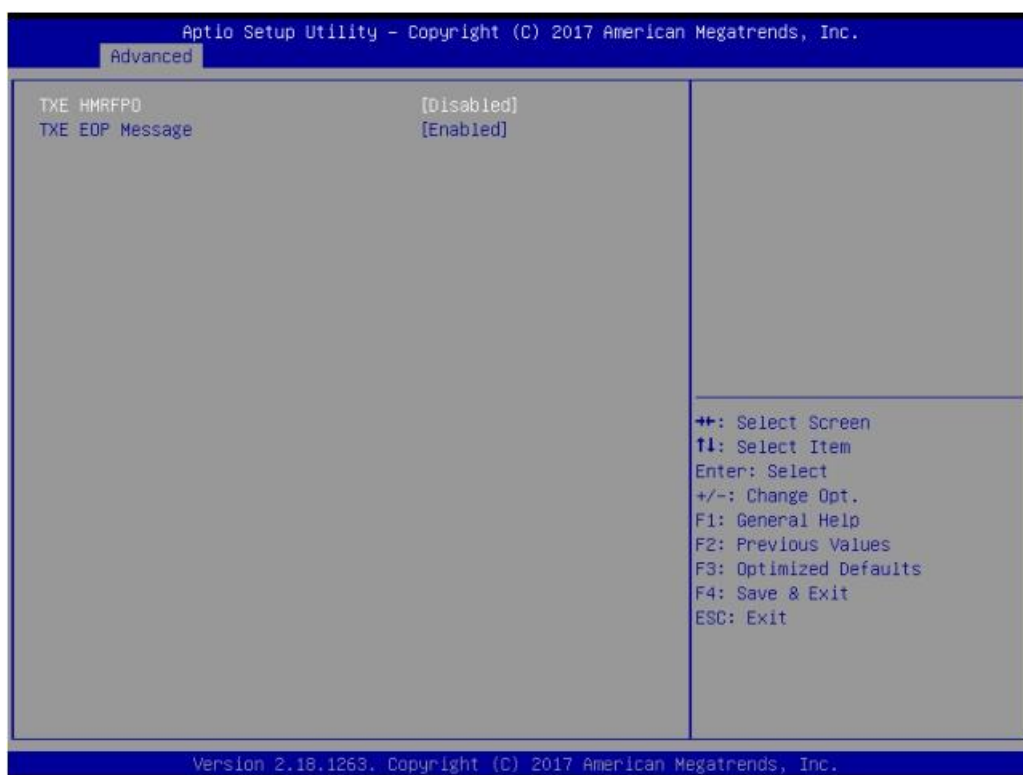 Aptio Setup Utility – Copyright (C) 2017 American Megatrends, Inc.
Advanced
TXE HMRFPO [Disabled]
TXE EOP Message [Enabled]
→←: Select Screen
↑↓: Select Item
Enter: Select
+/-: Change Opt.
F1: General Help
F2: Previous Values
F3: Optimized Defaults
F4: Save & Exit
ESC: Exit
Version 2.18.1263. Copyright (C) 2017 American Megatrends, Inc.